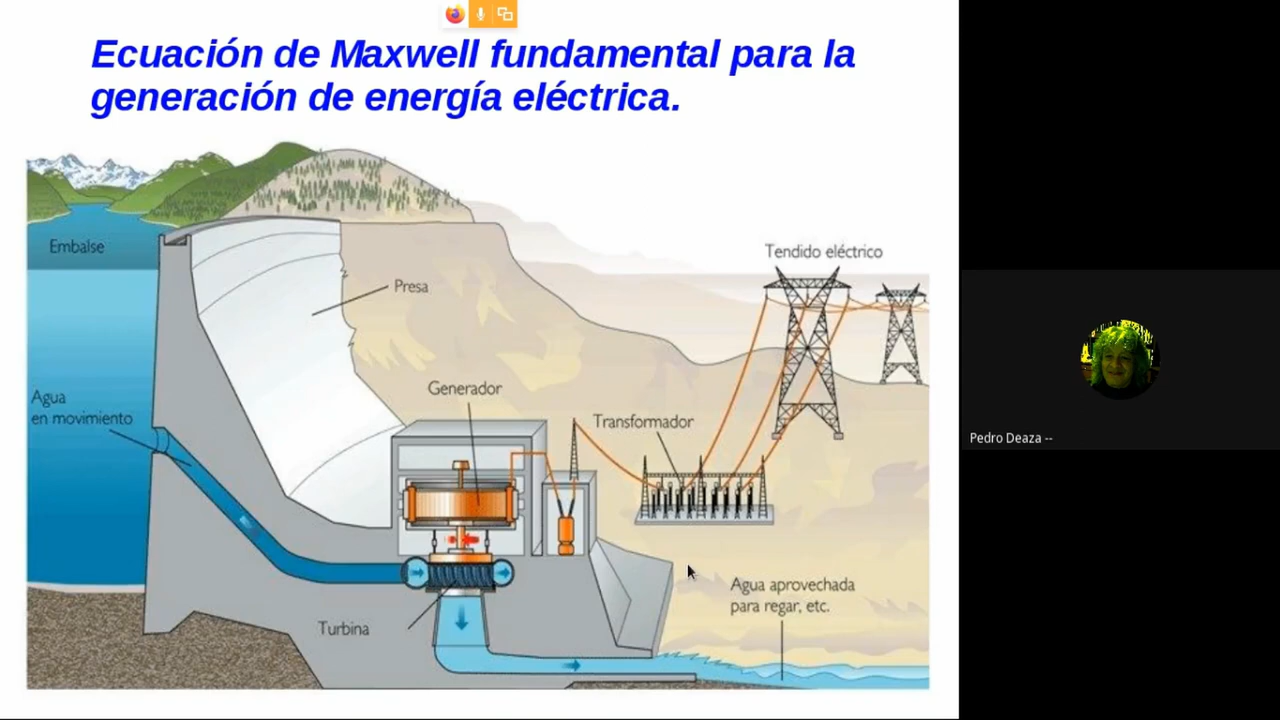 Ecuación de Maxwell fundamental para la
generación de energía eléctrica.
Embalse
Presa
Tendido eléctrico
Agua
en movimiento
Generador
Transformador
Turbina
Agua aprovechada
para regar, etc.
Pedro Deaza --